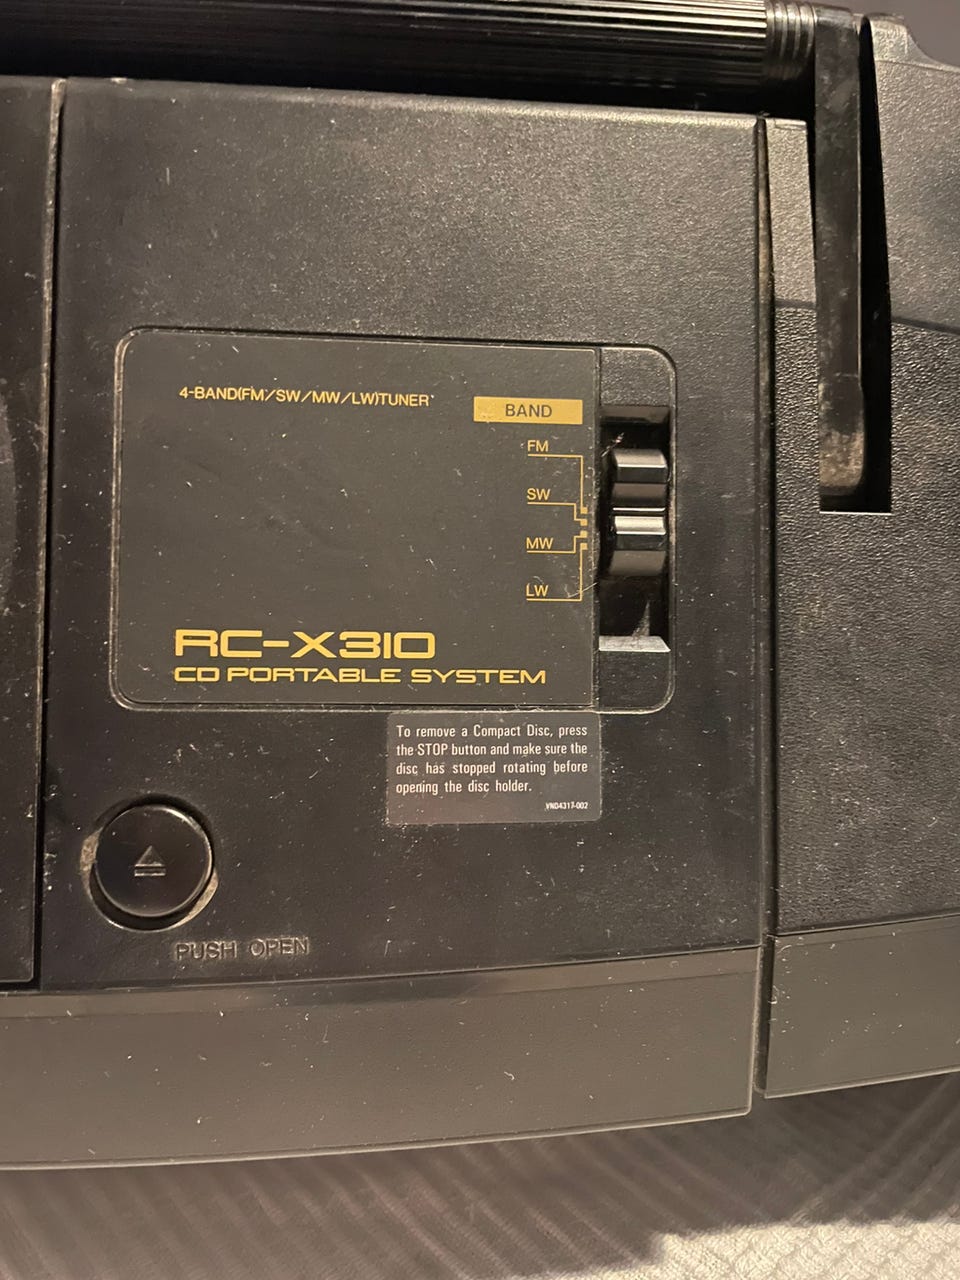 4-BAND(FM/SW/MW/LW)TUNER
BAND
FM
SW
MW
LW
RC-X310
CD PORTABLE SYSTEM
To remove a Compact Disc, press
the STOP button and make sure the
disc has stopped rotating before
opening the disc holder.
VND4317-002
PUSH OPEN